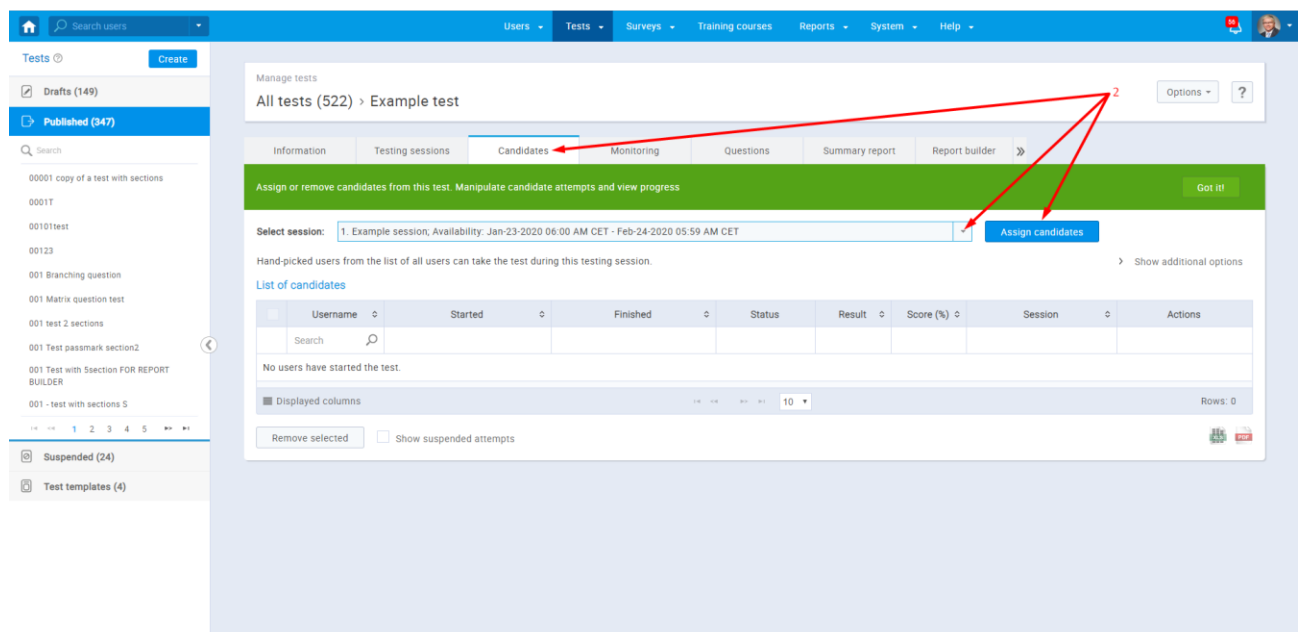 Search users
Users
Tests
Surveys
Training courses
Reports
System
Help
Tests
Create
Drafts (149)
Published (347)
Search
00001 copy of a test with sections
0001T
00101test
00123
001 Branching question
001 Matrix question test
001 test 2 sections
001 Test passmark section2
001 Test with 5section FOR REPORT
BUILDER
001 - test with sections S
1 2 3 4 5
Suspended (24)
Test templates (4)
Manage tests
All tests (522) > Example test
2
Options
?
Information
Testing sessions
Candidates
Monitoring
Questions
Summary report
Report builder
Assign or remove candidates from this test. Manipulate candidate attempts and view progress
Got it!
Select session:
1. Example session; Availability: Jan-23-2020 06:00 AM CET - Feb-24-2020 05:59 AM CET
Assign candidates
Hand-picked users from the list of all users can take the test during this testing session.
Show additional options
List of candidates
Username
Started
Finished
Status
Result
Score (%)
Session
Actions
Search
No users have started the test.
Displayed columns
10
Rows: 0
Remove selected
Show suspended attempts
PDF